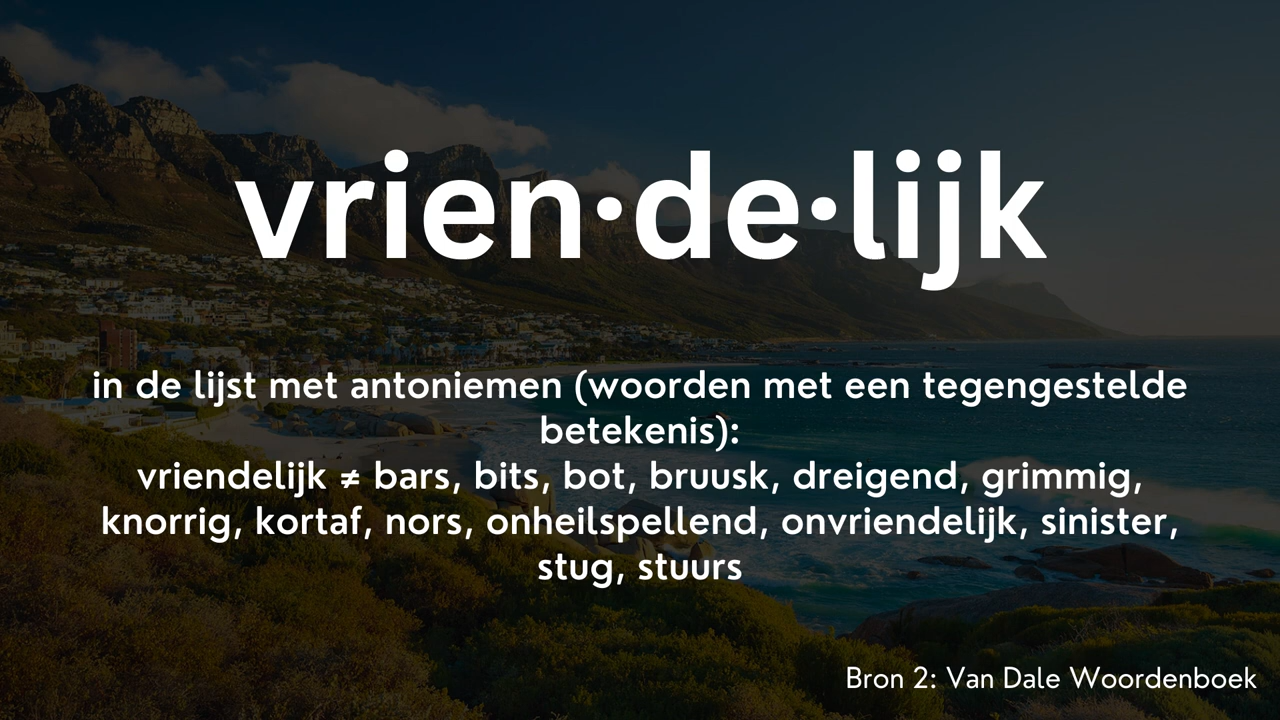 vrien·de·lijk
in de lijst met antoniemen (woorden met een tegengestelde
betekenis):
vriendelijk ≠ bars, bits, bot, bruusk, dreigend, grimmig,
knorrig, kortaf, nors, onheilspellend, onvriendelijk, sinister,
stug, stuurs
Bron 2: Van Dale Woordenboek